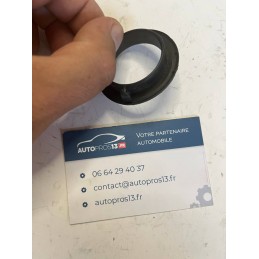 AUTOPROS13.FR
VOTRE PARTENAIRE
AUTOMOBILE
06 64 29 40 37
contact@autopros13.fr
autopros13.fr